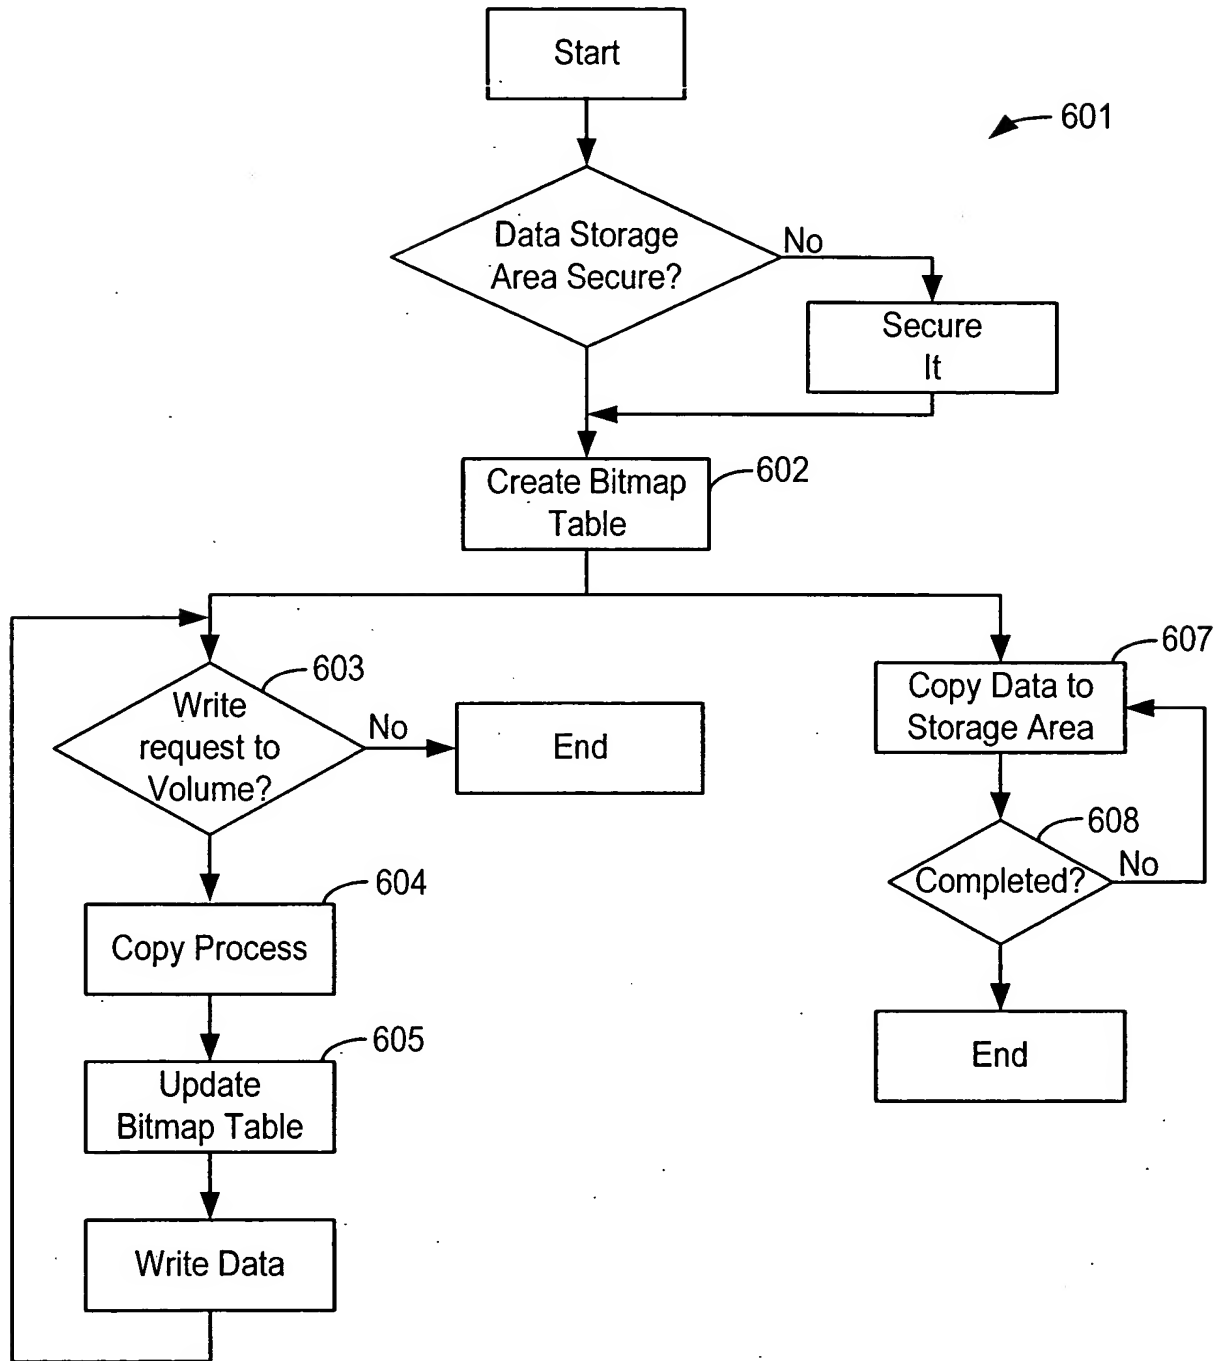 Start
601
Data Storage
Area Secure?
No
Secure
It
Create Bitmap
Table
602
603
Write
request to
Volume?
No
End
604
Copy Process
605
Update
Bitmap Table
Write Data
607
Copy Data to
Storage Area
608
Completed?
No
End